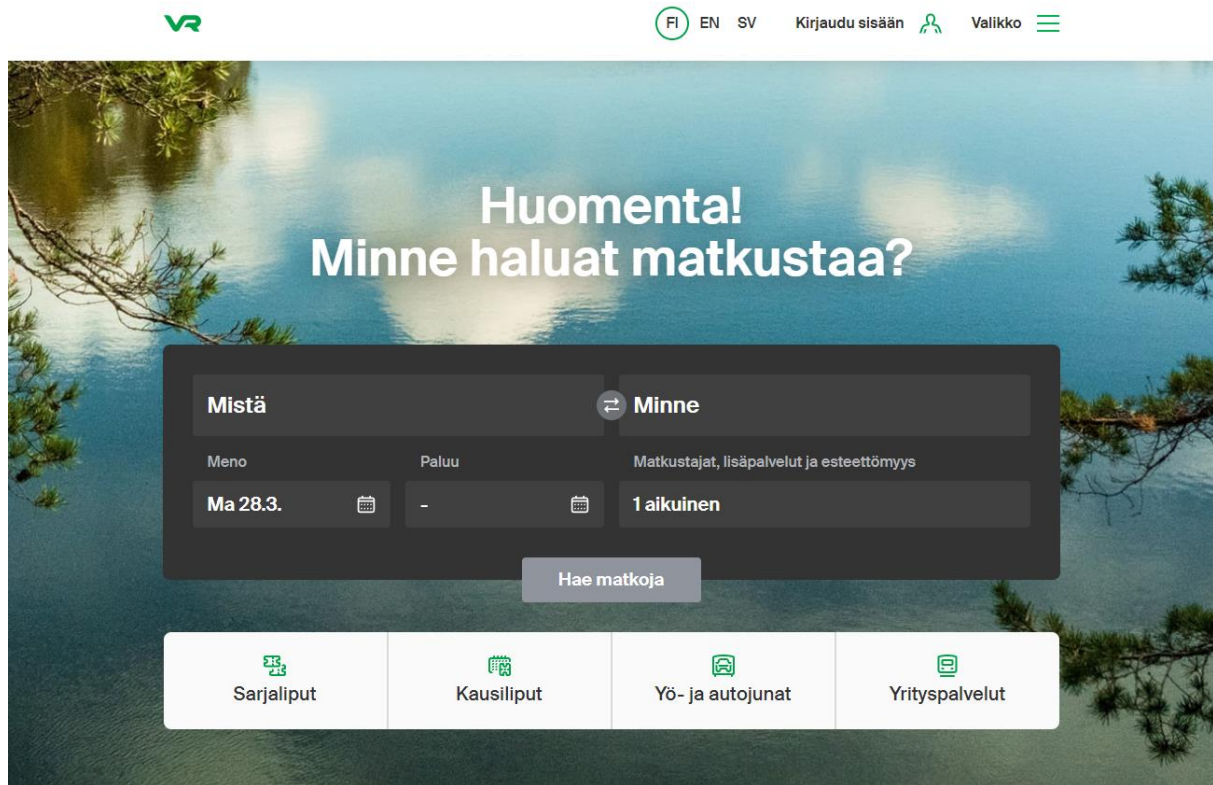 VR
FI EN SV Kirjaudu sisään Valikko
Huomenta!
Minne haluat matkustaa?
Mistä Minne
Meno Paluu Matkustajat, lisäpalvelut ja esteettömyys
Ma 28.3. - 1 aikuinen
Hae matkoja
Sarjaliput Kausiliput Yö- ja autojunat Yrityspalvelut